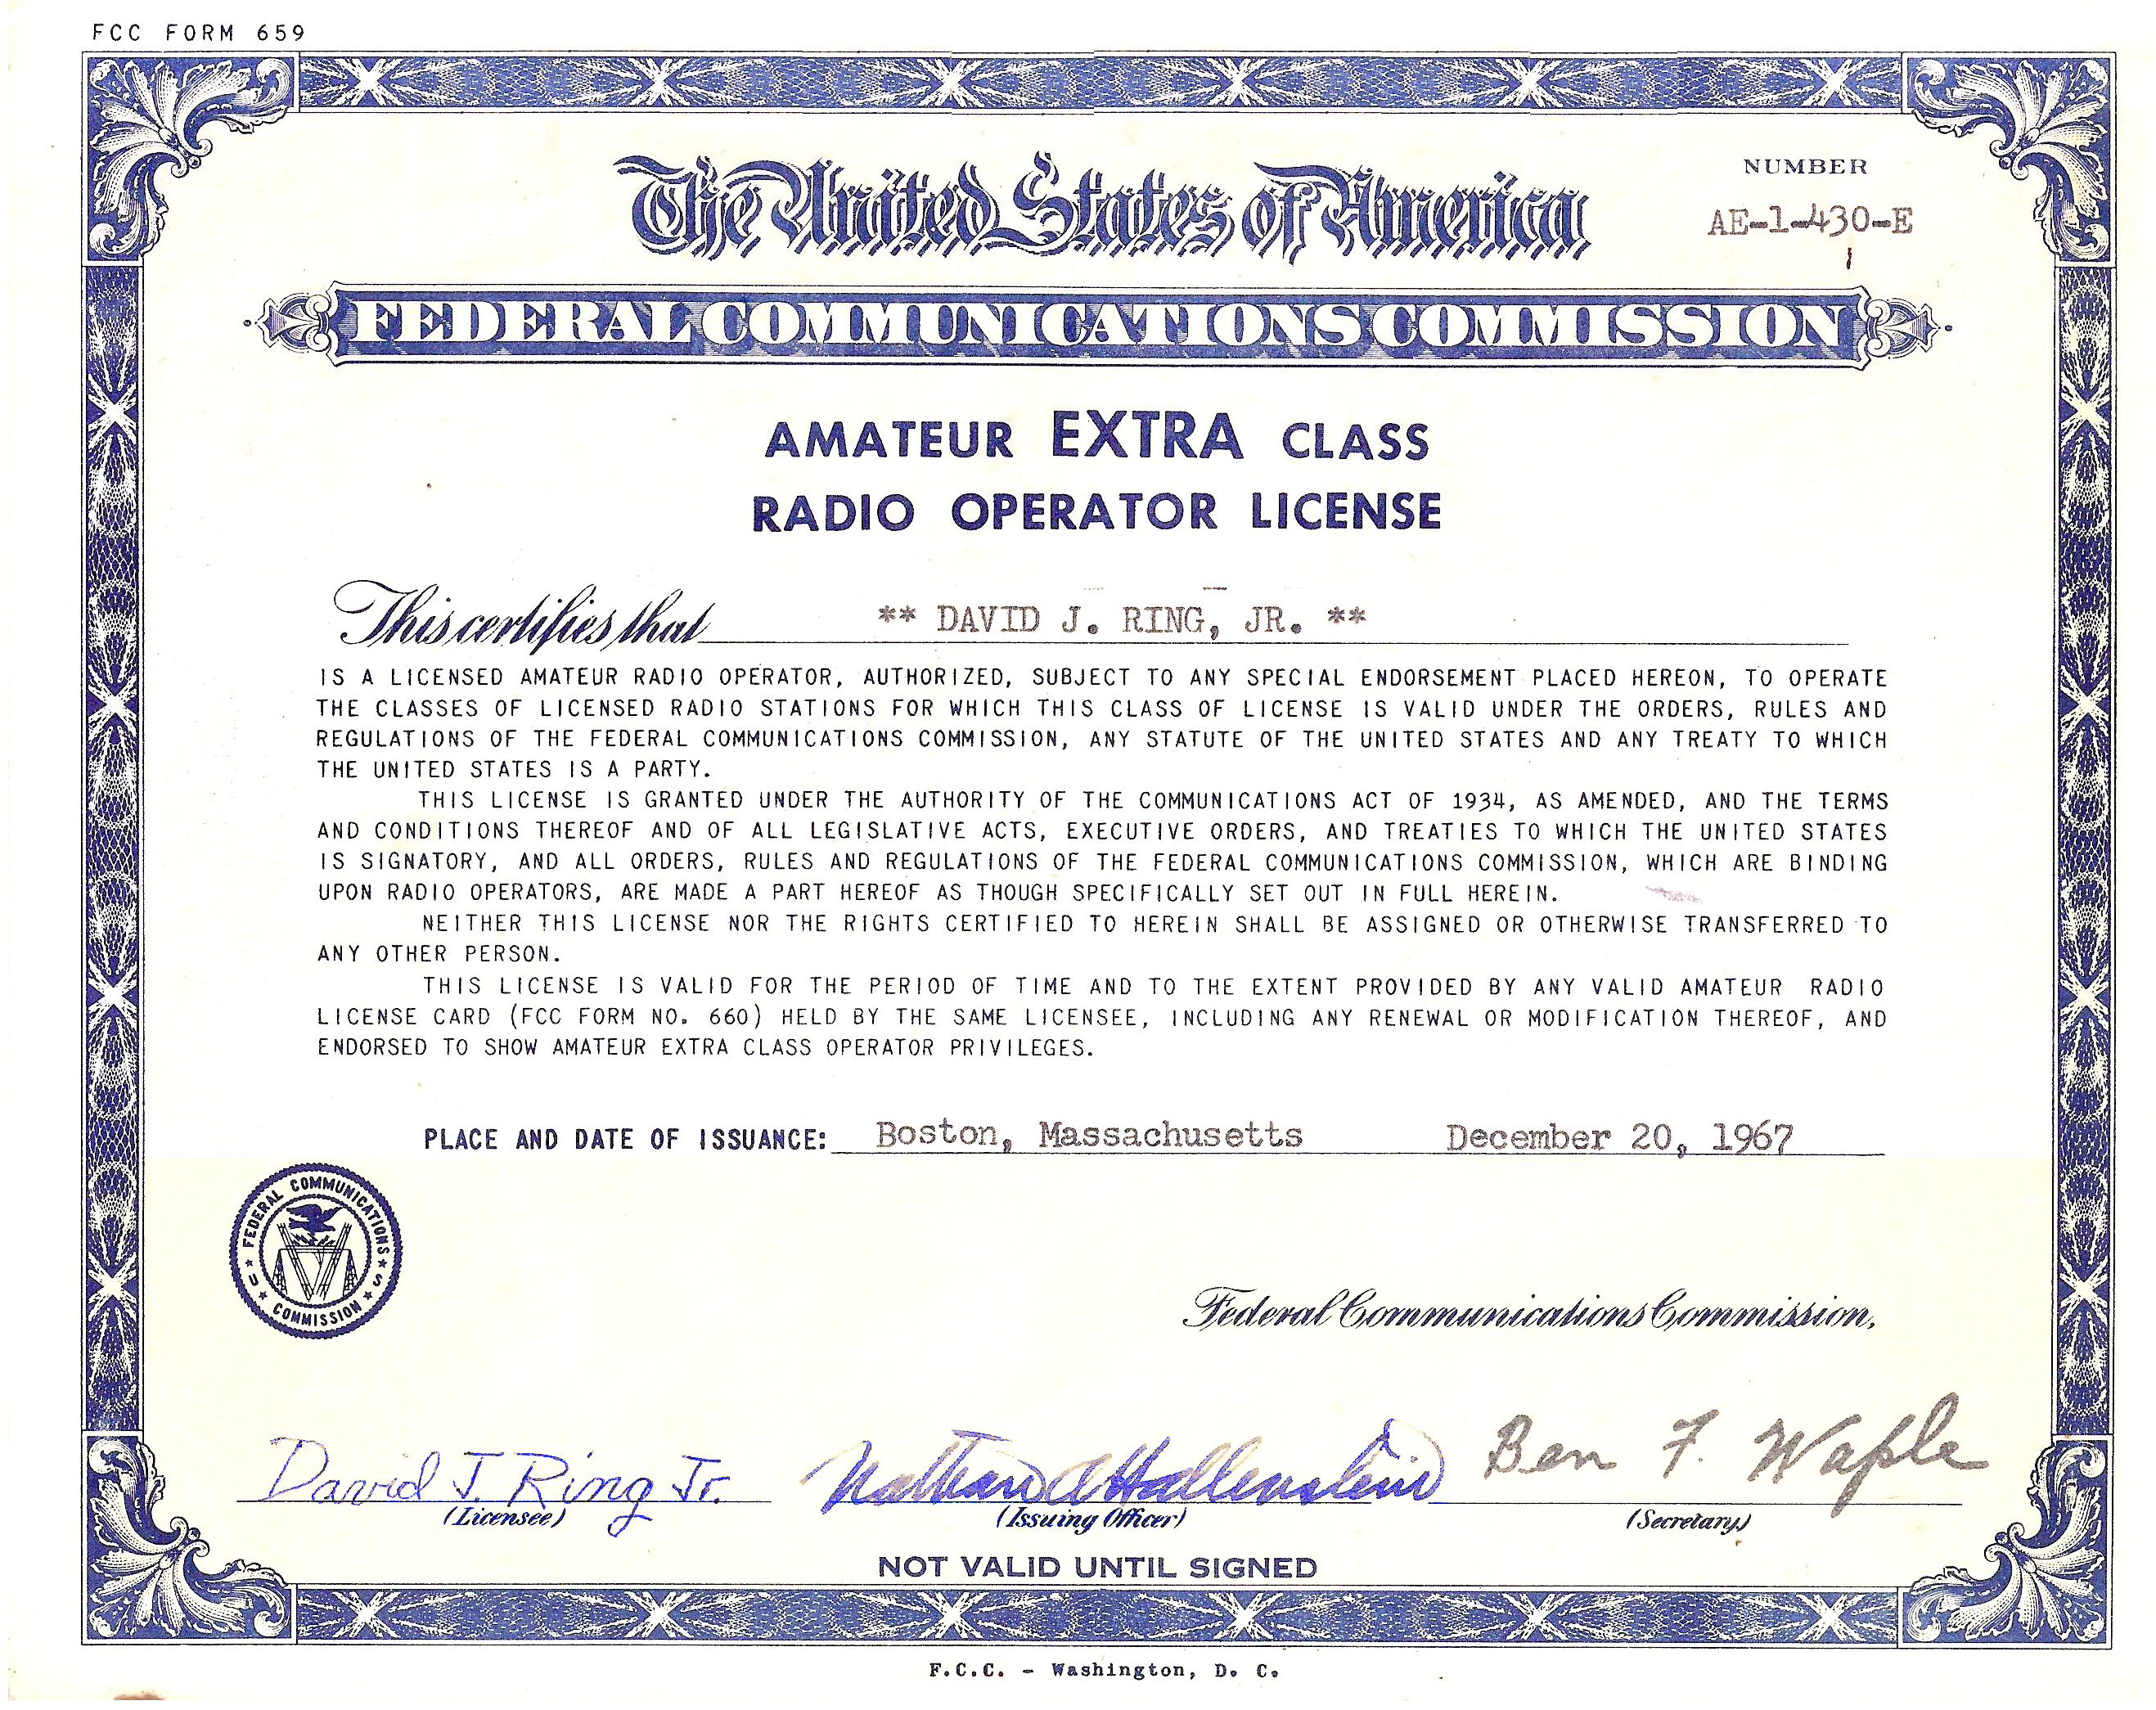 FCC FORM 659
The United States of America
NUMBER
AE-1-430-E
FEDERAL COMMUNICATIONS COMMISSION
AMATEUR EXTRA CLASS
RADIO OPERATOR LICENSE
This certifies that ** DAVID J. RING, JR. **
IS A LICENSED AMATEUR RADIO OPERATOR, AUTHORIZED, SUBJECT TO ANY SPECIAL ENDORSEMENT PLACED HEREON, TO OPERATE
THE CLASSES OF LICENSED RADIO STATIONS FOR WHICH THIS CLASS OF LICENSE IS VALID UNDER THE ORDERS, RULES AND
REGULATIONS OF THE FEDERAL COMMUNICATIONS COMMISSION, ANY STATUTE OF THE UNITED STATES AND ANY TREATY TO WHICH
THE UNITED STATES IS A PARTY.
THIS LICENSE IS GRANTED UNDER THE AUTHORITY OF THE COMMUNICATIONS ACT OF 1934, AS AMENDED, AND THE TERMS
AND CONDITIONS THEREOF AND OF ALL LEGISLATIVE ACTS, EXECUTIVE ORDERS, AND TREATIES TO WHICH THE UNITED STATES
IS SIGNATORY, AND ALL ORDERS, RULES AND REGULATIONS OF THE FEDERAL COMMUNICATIONS COMMISSION, WHICH ARE BINDING
UPON RADIO OPERATORS, ARE MADE A PART HEREOF AS THOUGH SPECIFICALLY SET OUT IN FULL HEREIN.
NEITHER THIS LICENSE NOR THE RIGHTS CERTIFIED TO HEREIN SHALL BE ASSIGNED OR OTHERWISE TRANSFERRED TO
ANY OTHER PERSON.
THIS LICENSE IS VALID FOR THE PERIOD OF TIME AND TO THE EXTENT PROVIDED BY ANY VALID AMATEUR RADIO
LICENSE CARD (FCC FORM NO. 660) HELD BY THE SAME LICENSEE, INCLUDING ANY RENEWAL OR MODIFICATION THEREOF, AND
ENDORSED TO SHOW AMATEUR EXTRA CLASS OPERATOR PRIVILEGES.
PLACE AND DATE OF ISSUANCE: Boston, Massachusetts December 20, 1967
FEDERAL COMMUNICATIONS COMMISSION U S
Federal Communications Commission.
David J. Ring Jr. Nathan A Hallenstein Ben F. Waple
(Licensee) (Issuing Officer) (Secretary)
NOT VALID UNTIL SIGNED
F.C.C. - Washington, D. C.